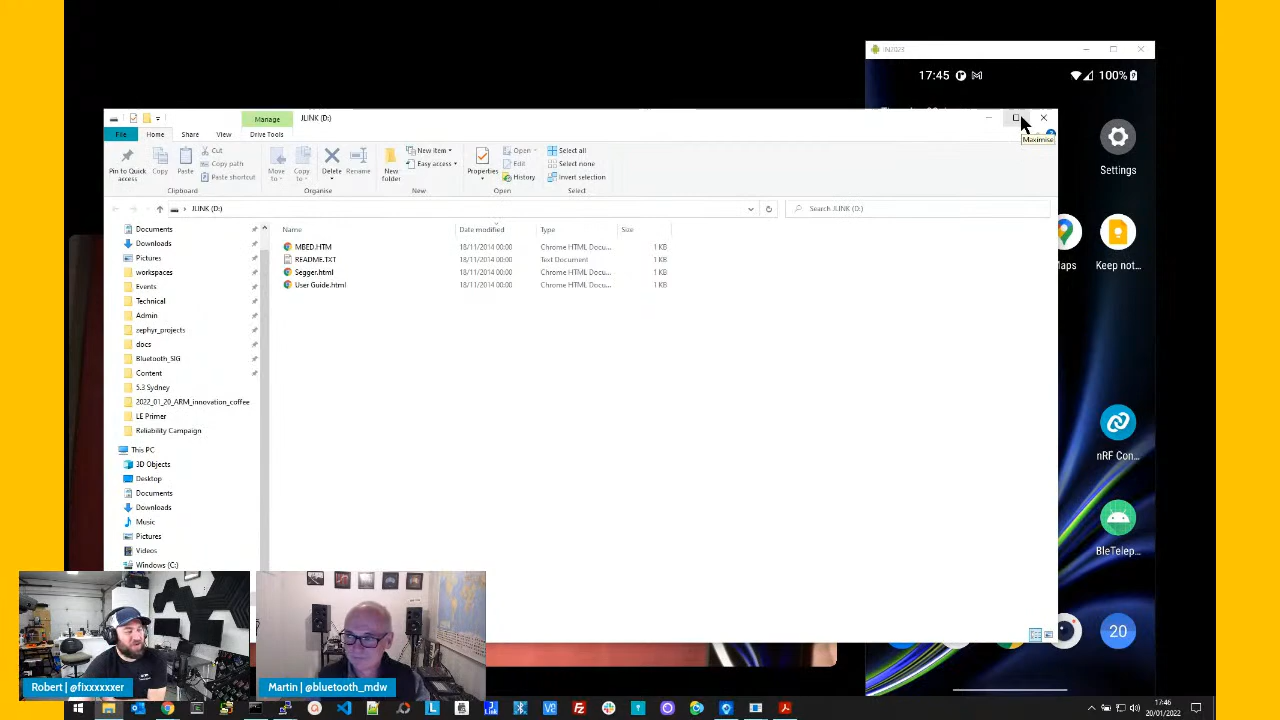 IN2023
17:45
100%
Manage
JLINK (D:)
File
Home
Share
View
Drive Tools
Maximise
Pin to Quick access
Copy
Paste
Cut
Copy path
Paste shortcut
Move to
Copy to
Delete
Rename
New folder
New item
Easy access
Properties
Open
Edit
History
Select all
Select none
Invert selection
Clipboard
Organise
New
Open
Select
JLINK (D:)
Search JLINK (D:)
Name
Date modified
Type
Size
MBED.HTM 18/11/2014 00:00 Chrome HTML Docu... 1 KB
README.TXT 18/11/2014 00:00 Text Document 1 KB
Segger.html 18/11/2014 00:00 Chrome HTML Docu... 1 KB
User Guide.html 18/11/2014 00:00 Chrome HTML Docu... 1 KB
Documents
Downloads
Pictures
workspaces
Events
Technical
Admin
zephyr_projects
docs
Bluetooth_SIG
Content
5.3 Sydney
2022_01_20_ARM_innovation_coffee
LE Primer
Reliability Campaign
This PC
3D Objects
Desktop
Documents
Downloads
Music
Pictures
Videos
Windows (C:)
Settings
Keep not...
nRF Con...
BleTelep...
20
Robert | @fixxxxxxer
Martin | @bluetooth_mdw
17:46
20/01/2022